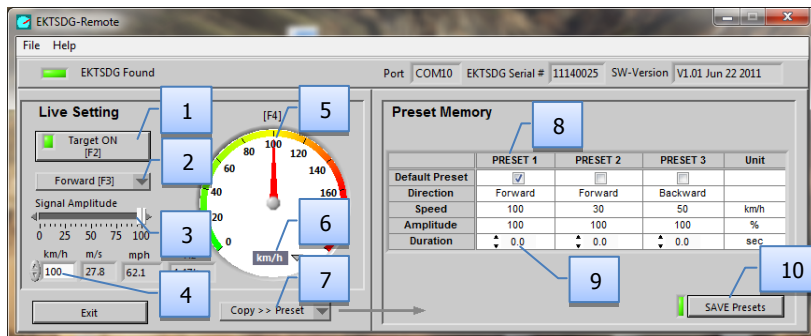 EKTSDG-Remote
File Help
EKTSDG Found
Port COM10 EKTSDG Serial # 11140025 SW-Version V1.01 Jun 22 2011
Live Setting
Target ON
[F2]
Forward [F3]
Signal Amplitude
0 25 50 75 100
km/h m/s mph
100 27.8 62.1
Exit
[F4]
0 20 40 60 80 100 120 140 160
km/h
Copy >> Preset
Preset Memory
PRESET 1 PRESET 2 PRESET 3 Unit
Default Preset
Direction Forward Forward Backward
Speed 100 30 50 km/h
Amplitude 100 100 100 %
Duration 0.0 0.0 0.0 sec
SAVE Presets
1
2
3
4
5
6
7
8
9
10